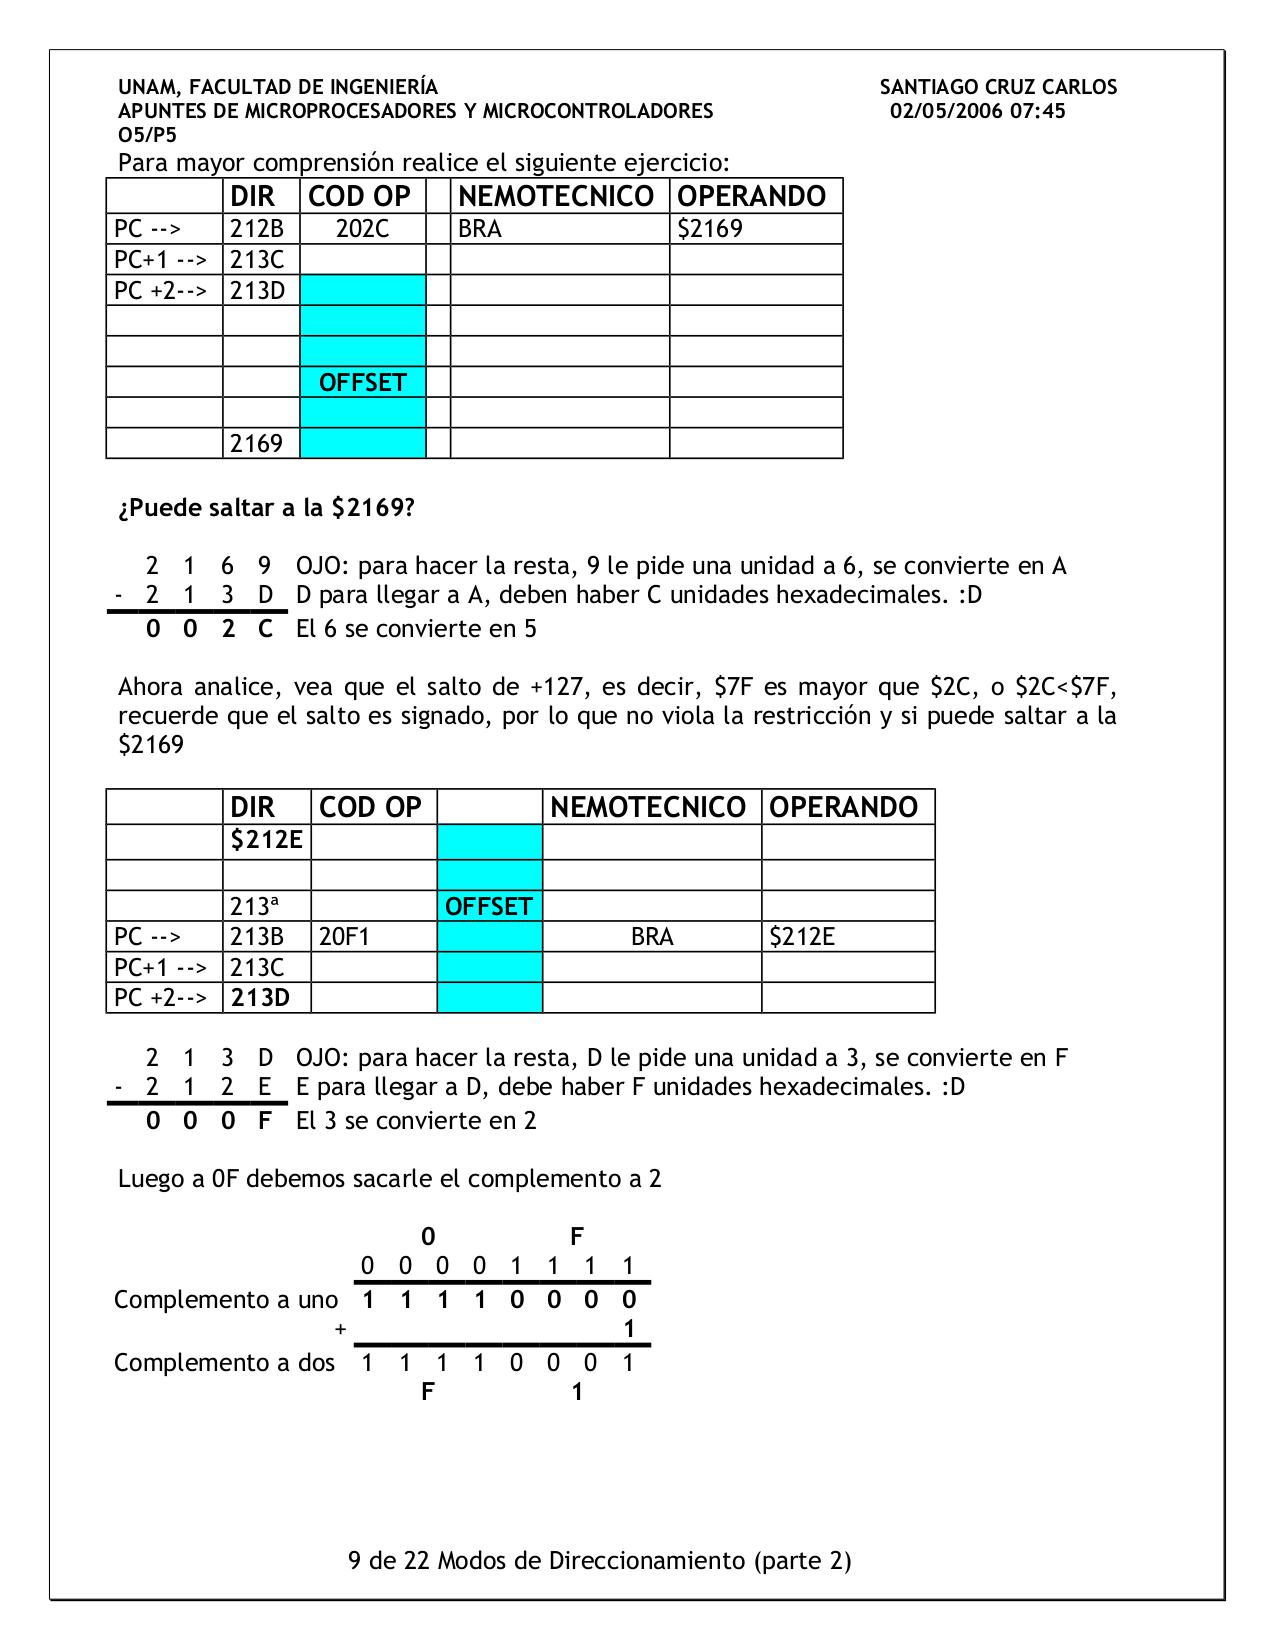 UNAM, FACULTAD DE INGENIERÍA SANTIAGO CRUZ CARLOS
APUNTES DE MICROPROCESADORES Y MICROCONTROLADORES 02/05/2006 07:45
O5/P5
Para mayor comprensión realice el siguiente ejercicio:
DIR COD OP NEMOTECNICO OPERANDO
PC --> 212B 202C BRA $2169
PC+1 --> 213C
PC +2--> 213D
OFFSET
2169
¿Puede saltar a la $2169?
2 1 6 9 OJO: para hacer la resta, 9 le pide una unidad a 6, se convierte en A
- 2 1 3 D D para llegar a A, deben haber C unidades hexadecimales. :D
0 0 2 C El 6 se convierte en 5
Ahora analice, vea que el salto de +127, es decir, $7F es mayor que $2C, o $2C<$7F,
recuerde que el salto es signado, por lo que no viola la restricción y si puede saltar a la
$2169
DIR COD OP NEMOTECNICO OPERANDO
$212E
213ª OFFSET
PC --> 213B 20F1 BRA $212E
PC+1 --> 213C
PC +2--> 213D
2 1 3 D OJO: para hacer la resta, D le pide una unidad a 3, se convierte en F
- 2 1 2 E E para llegar a D, debe haber F unidades hexadecimales. :D
0 0 0 F El 3 se convierte en 2
Luego a 0F debemos sacarle el complemento a 2
0 F
0 0 0 0 1 1 1 1
Complemento a uno 1 1 1 1 0 0 0 0
+ 1
Complemento a dos 1 1 1 1 0 0 0 1
F 1
9 de 22 Modos de Direccionamiento (parte 2)